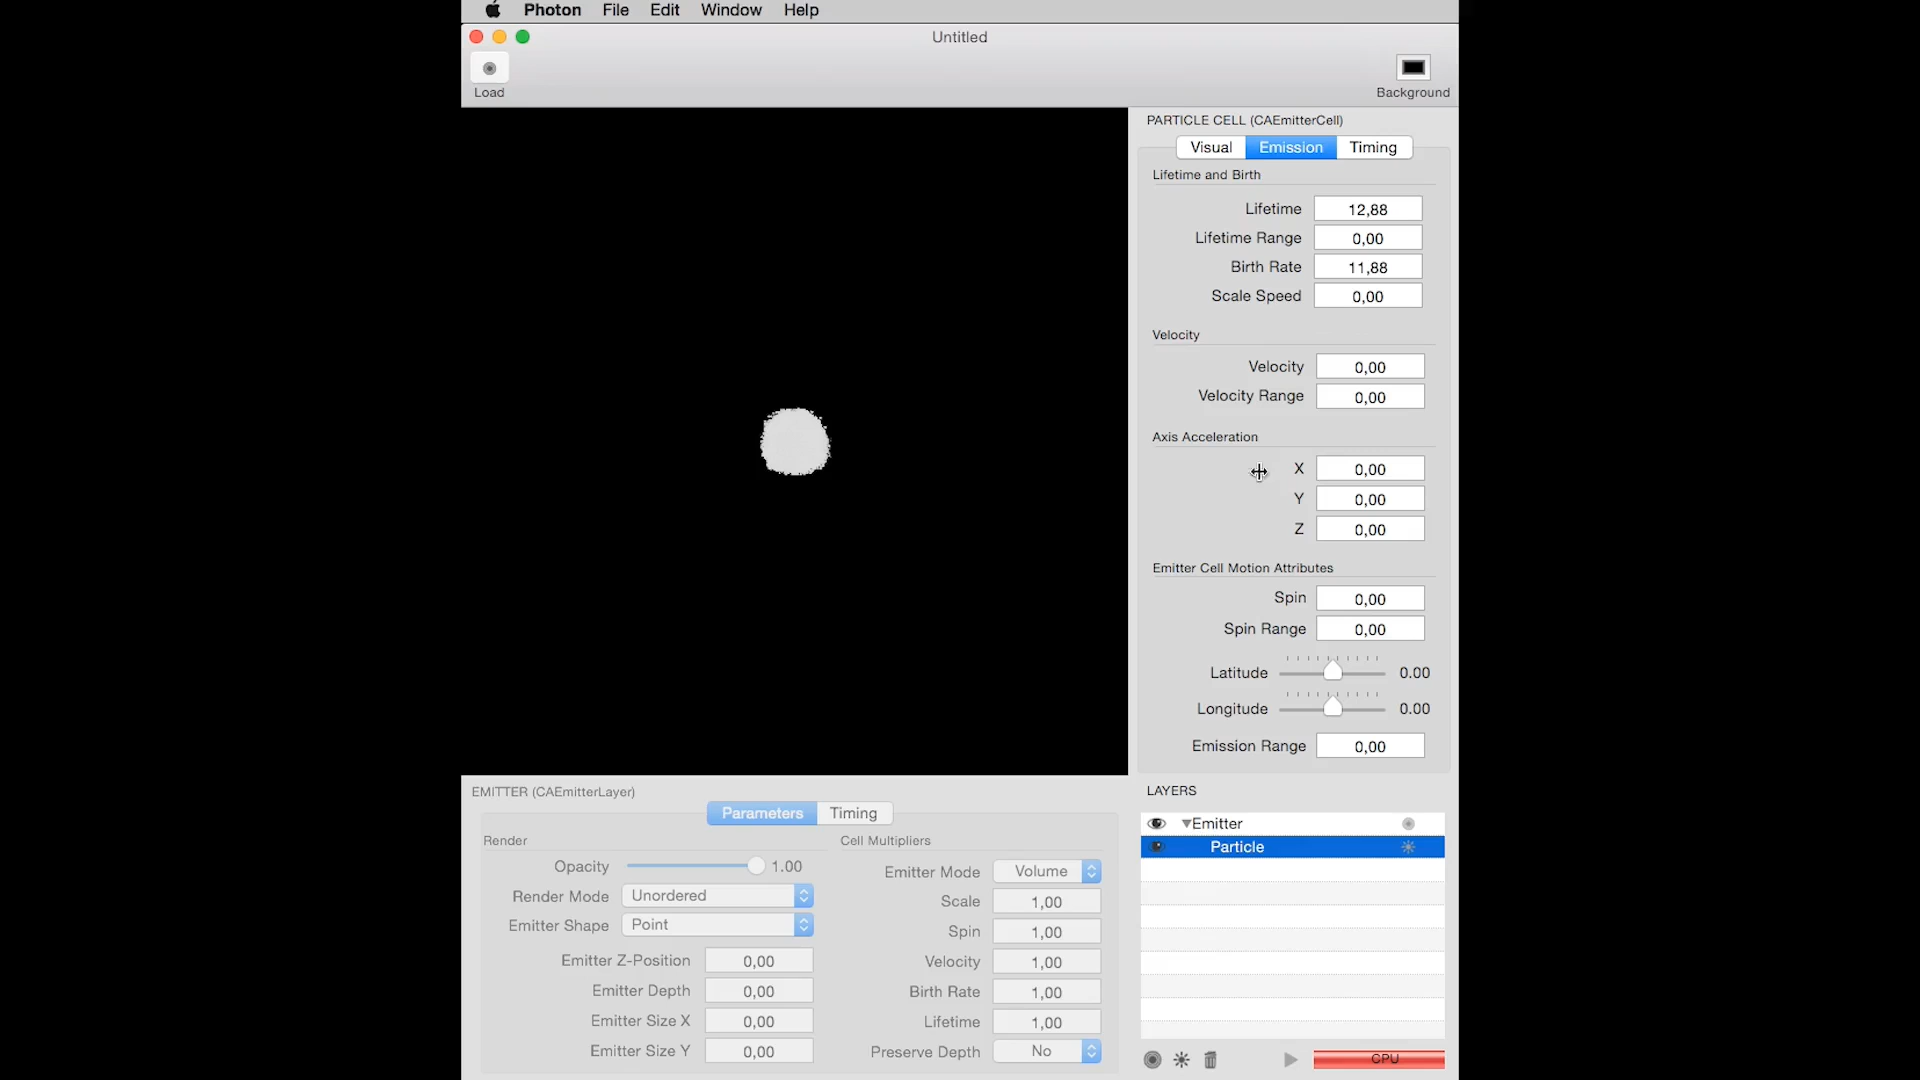 Photon File Edit Window Help
Untitled
Load
Background
PARTICLE CELL (CAEmitterCell)
Visual Emission Timing
Lifetime and Birth
Lifetime 12,88
Lifetime Range 0,00
Birth Rate 11,88
Scale Speed 0,00
Velocity
Velocity 0,00
Velocity Range 0,00
Axis Acceleration
X 0,00
Y 0,00
Z 0,00
Emitter Cell Motion Attributes
Spin 0,00
Spin Range 0,00
Latitude 0.00
Longitude 0.00
Emission Range 0,00
EMITTER (CAEmitterLayer)
Parameters Timing
Render
Opacity 1.00
Render Mode Unordered
Emitter Shape Point
Emitter Z-Position 0,00
Emitter Depth 0,00
Emitter Size X 0,00
Emitter Size Y 0,00
Cell Multipliers
Emitter Mode Volume
Scale 1,00
Spin 1,00
Velocity 1,00
Birth Rate 1,00
Lifetime 1,00
Preserve Depth No
LAYERS
Emitter
Particle
CPU